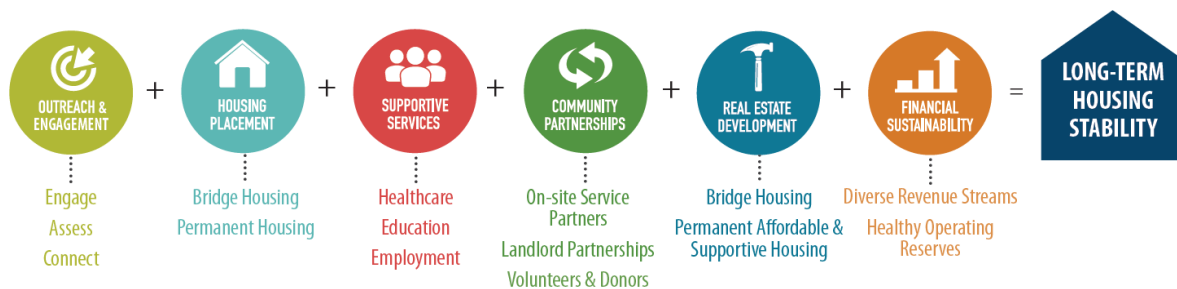 OUTREACH &
ENGAGEMENT
Engage
Assess
Connect
+
HOUSING
PLACEMENT
Bridge Housing
Permanent Housing
+
SUPPORTIVE
SERVICES
Healthcare
Education
Employment
+
COMMUNITY
PARTNERSHIPS
On-site Service
Partners
Landlord Partnerships
Volunteers & Donors
+
REAL ESTATE
DEVELOPMENT
Bridge Housing
Permanent Affordable &
Supportive Housing
+
FINANCIAL
SUSTAINABILITY
Diverse Revenue Streams
Healthy Operating
Reserves
=
LONG-TERM
HOUSING
STABILITY